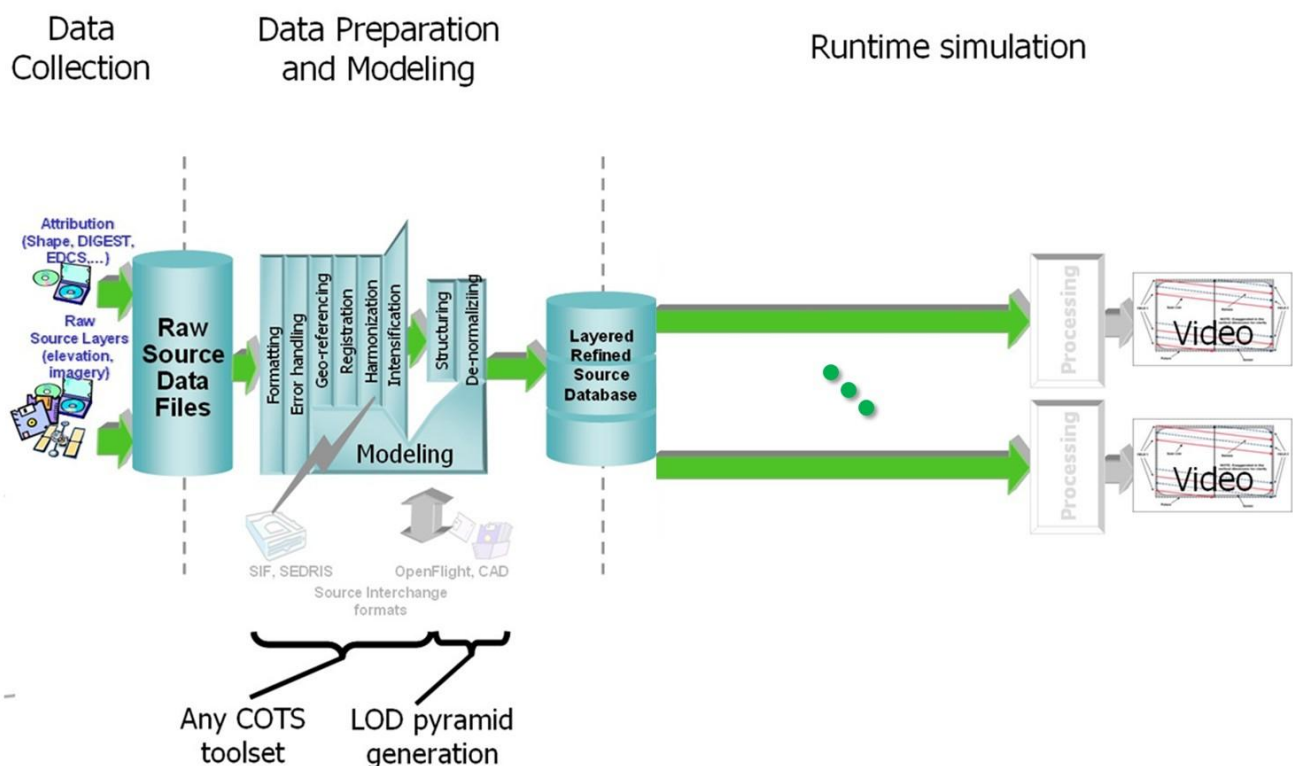 Data
Collection
Data Preparation
and Modeling
Runtime simulation
Attribution
(Shape, DIGEST,
EDCS,...)
Raw
Source Layers
(elevation,
imagery)
Raw
Source
Data
Files
Formatting
Error handling
Geo-referencing
Registration
Harmonization
Intensification
Structuring
De-normaliziing
Modeling
Layered
Refined
Source
Database
Processing
Video
Processing
Video
SIF, SEDRIS
OpenFlight, CAD
Source Interchange
formats
Any COTS
toolset
LOD pyramid
generation